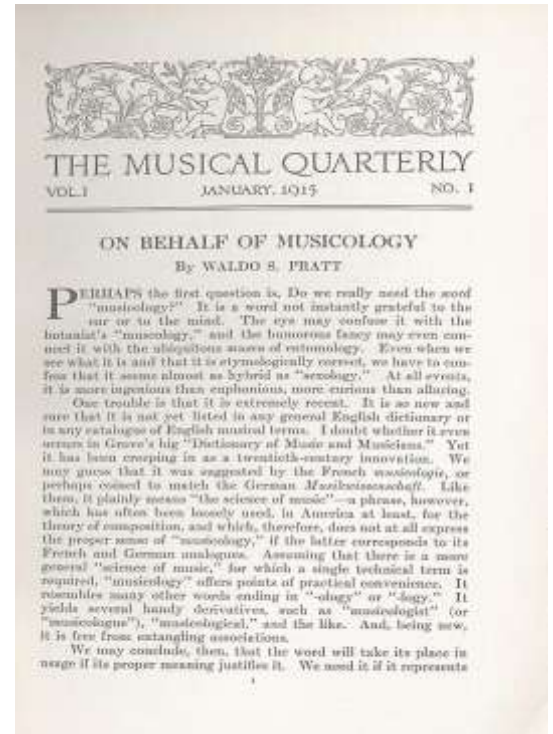 THE MUSICAL QUARTERLY
VOL. I JANUARY, 1915 NO. 1
ON BEHALF OF MUSICOLOGY
By WALDO S. PRATT
PERHAPS the first question is, Do we really need the word
"musicology?" It is a word not instantly grateful to the
ear or to the mind. The eye may confuse it with the
botanist's "muscology," and the humorous fancy may even con-
nect it with the ubiquitous musca of entomology. Even when we
see what it is and that it is etymologically correct, we have to con-
fess that it seems almost as hybrid as "sexology." At all events,
it is more ingenious than euphonious, more curious than alluring.
One trouble is that it is extremely recent. It is so new and
rare that it is not yet listed in any general English dictionary or
in any catalogue of English musical terms. I doubt whether it even
occurs in Grove's big "Dictionary of Music and Musicians." Yet
it has been creeping in as a twentieth-century innovation. We
may guess that it was suggested by the French musicologie, or
perhaps coined to match the German Musikwissenschaft. Like
them, it plainly means "the science of music"—a phrase, however,
which has often been loosely used, in America at least, for the
theory of composition, and which, therefore, does not at all express
the proper sense of "musicology," if the latter corresponds to its
French and German analogues. Assuming that there is a more
general "science of music," for which a single technical term is
required, "musicology" offers points of practical convenience. It
resembles many other words ending in "-ology" or "-logy." It
yields several handy derivatives, such as "musicologist" (or
"musicologue"), "musicological," and the like. And, being new,
it is free from entangling associations.
We may conclude, then, that the word will take its place in
usage if its proper meaning justifies it. We need it if it represents
1